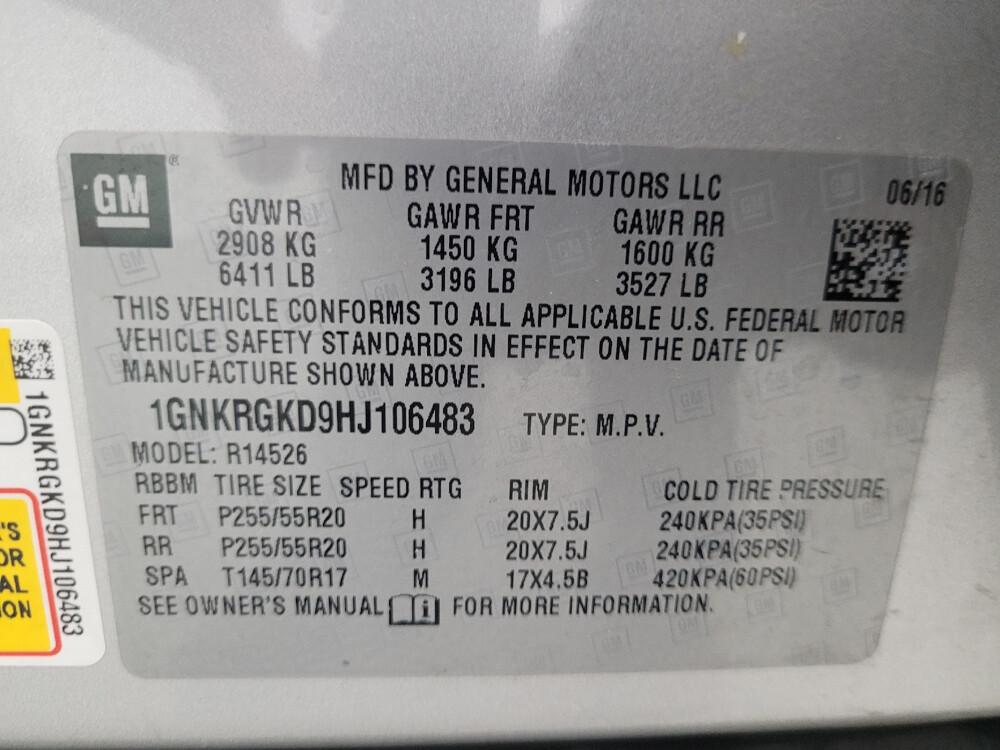 GM
®
MFD BY GENERAL MOTORS LLC
06/16
GVWR GAWR FRT GAWR RR
2908 KG 1450 KG 1600 KG
6411 LB 3196 LB 3527 LB
THIS VEHICLE CONFORMS TO ALL APPLICABLE U.S. FEDERAL MOTOR
VEHICLE SAFETY STANDARDS IN EFFECT ON THE DATE OF
MANUFACTURE SHOWN ABOVE.
1GNKRGKD9HJ106483 TYPE: M.P.V.
MODEL: R14526
RBBM TIRE SIZE SPEED RTG RIM COLD TIRE PRESSURE
FRT P255/55R20 H 20X7.5J 240KPA(35PSI)
RR P255/55R20 H 20X7.5J 240KPA(35PSI)
SPA T145/70R17 M 17X4.5B 420KPA(60PSI)
SEE OWNER'S MANUAL i FOR MORE INFORMATION.
1GNKRGKD9HJ106483
'S
OR
AL
ION